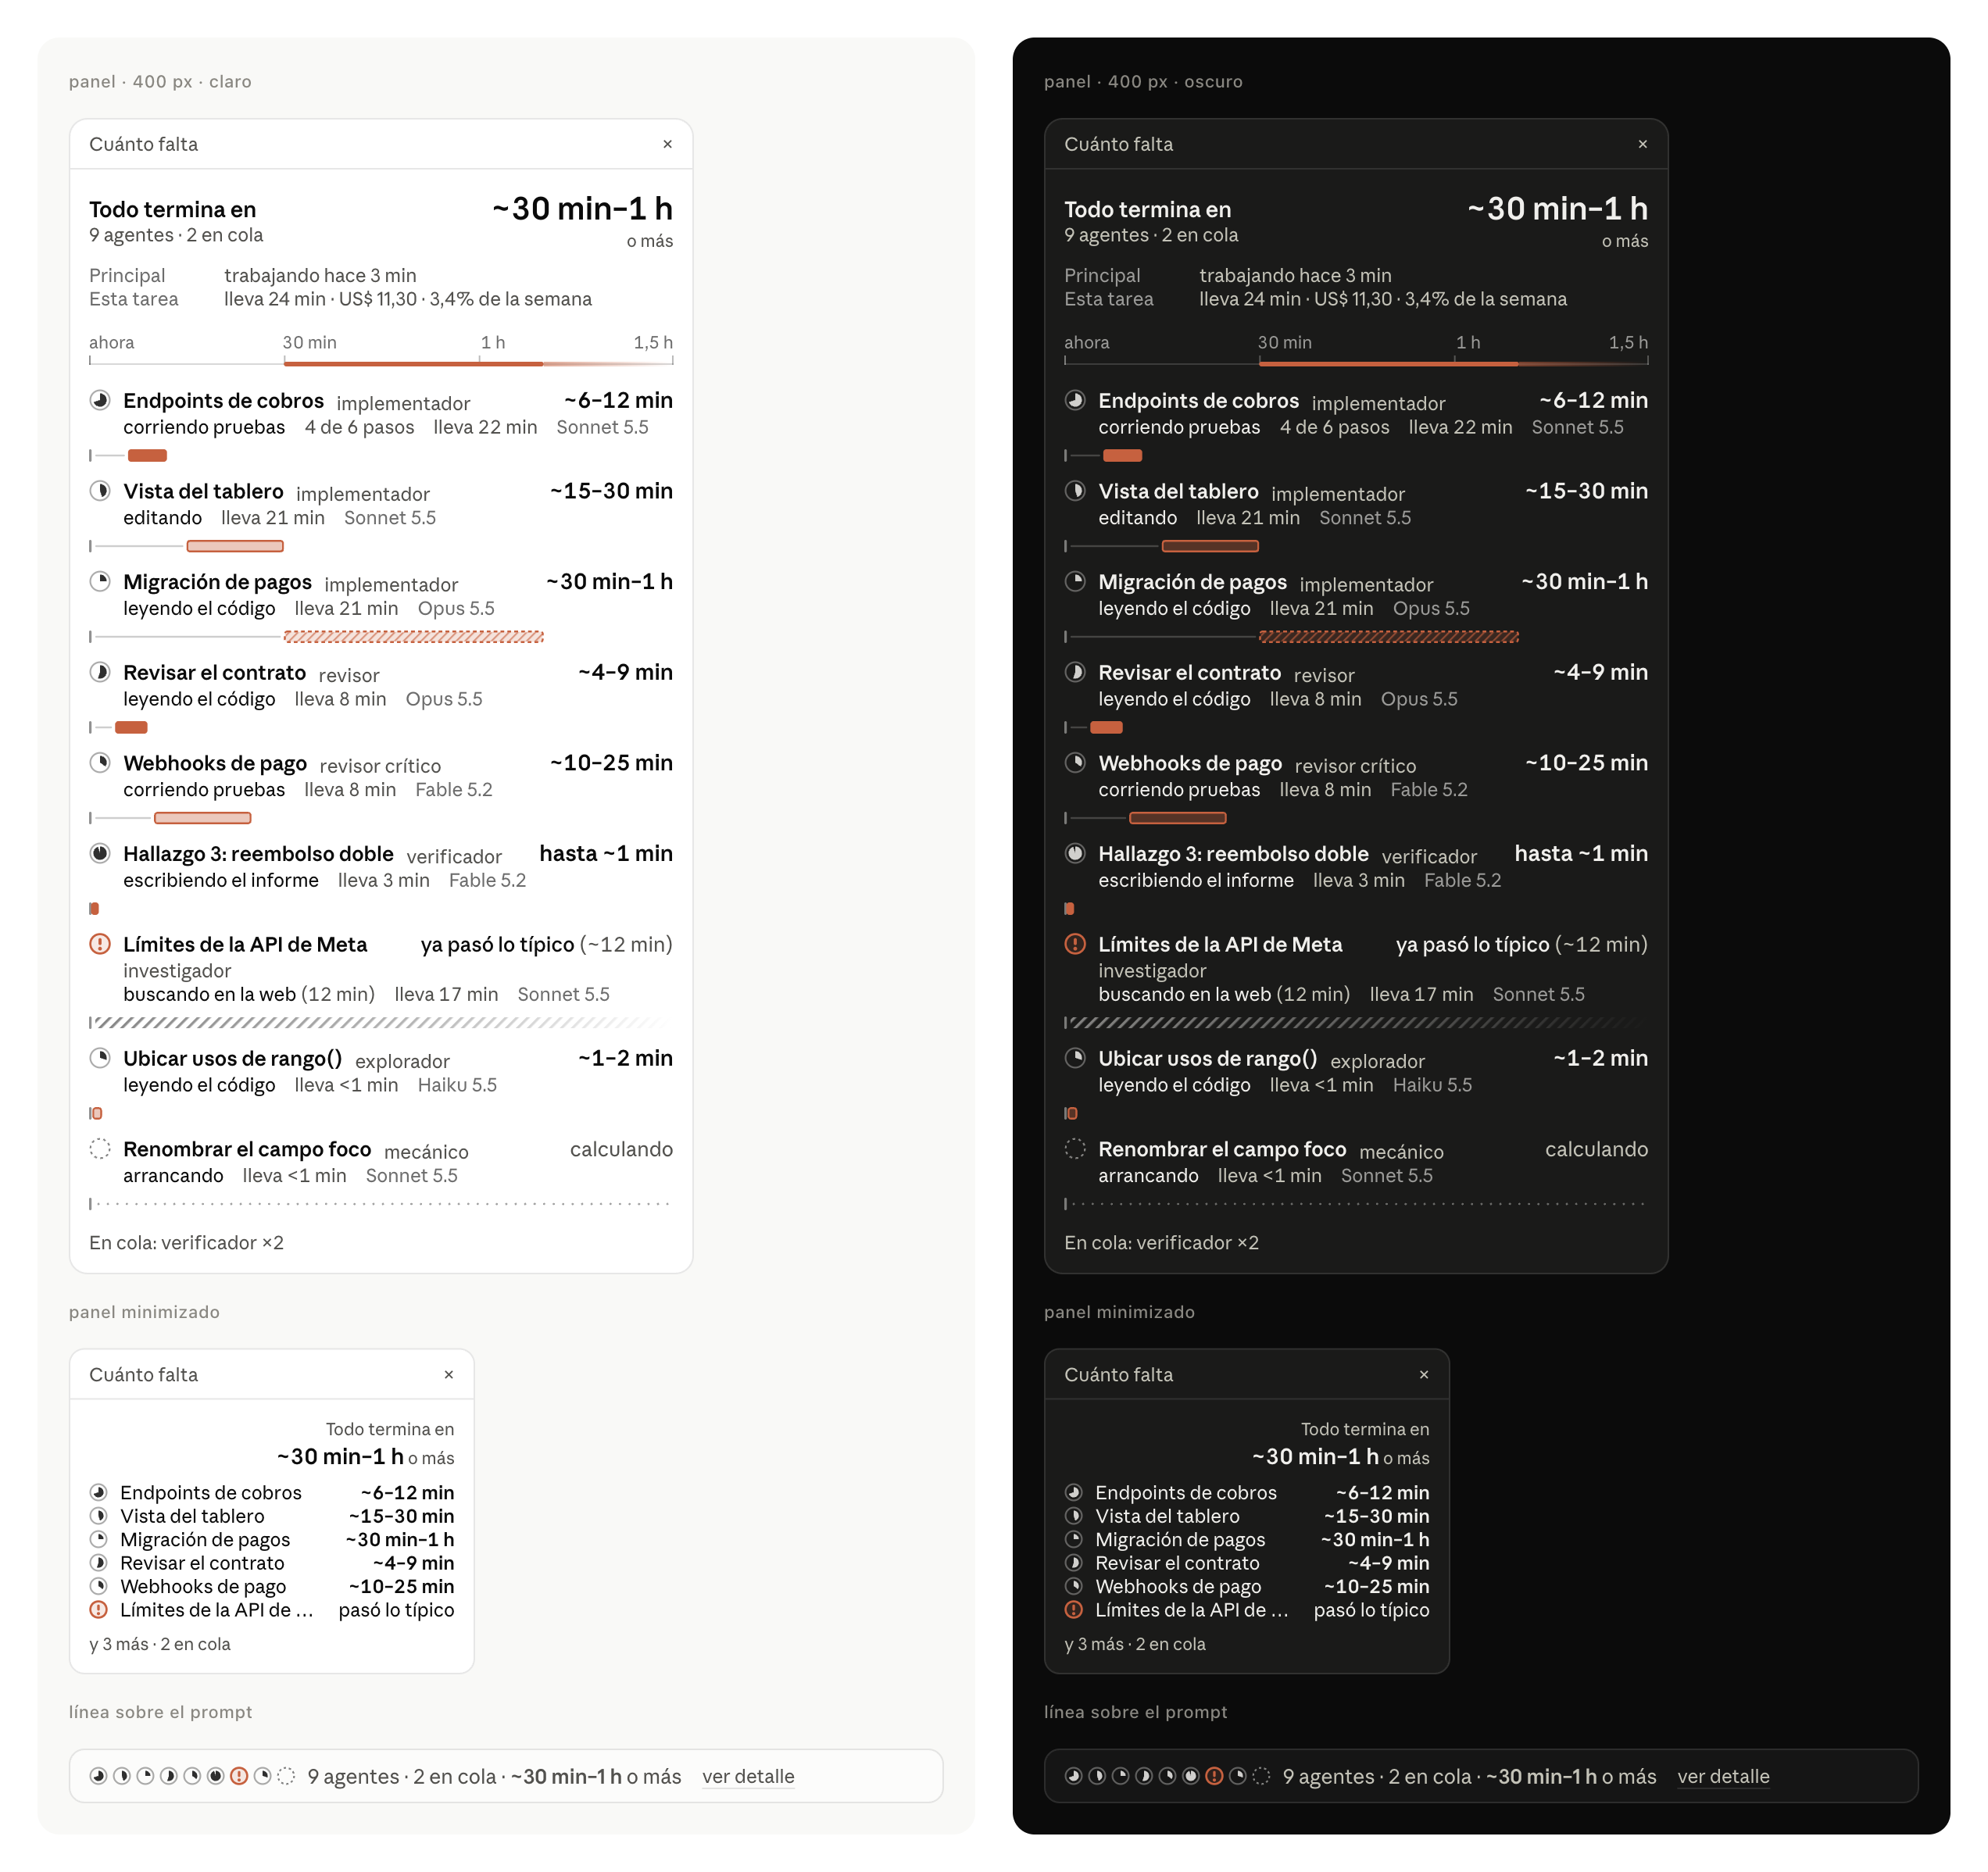 panel · 400 px · claro
Cuánto falta ×
Todo termina en ~30 min–1 h
9 agentes · 2 en cola o más
Principal trabajando hace 3 min
Esta tarea lleva 24 min · US$ 11,30 · 3,4% de la semana
ahora 30 min 1 h 1,5 h
Endpoints de cobros implementador ~6–12 min
corriendo pruebas 4 de 6 pasos lleva 22 min Sonnet 5.5
Vista del tablero implementador ~15–30 min
editando lleva 21 min Sonnet 5.5
Migración de pagos implementador ~30 min–1 h
leyendo el código lleva 21 min Opus 5.5
Revisar el contrato revisor ~4–9 min
leyendo el código lleva 8 min Opus 5.5
Webhooks de pago revisor crítico ~10–25 min
corriendo pruebas lleva 8 min Fable 5.2
Hallazgo 3: reembolso doble verificador hasta ~1 min
escribiendo el informe lleva 3 min Fable 5.2
Límites de la API de Meta ya pasó lo típico (~12 min)
investigador
buscando en la web (12 min) lleva 17 min Sonnet 5.5
Ubicar usos de rango() explorador ~1–2 min
leyendo el código lleva <1 min Haiku 5.5
Renombrar el campo foco mecánico calculando
arrancando lleva <1 min Sonnet 5.5
En cola: verificador ×2
panel minimizado
Cuánto falta ×
Todo termina en
~30 min–1 h o más
Endpoints de cobros ~6–12 min
Vista del tablero ~15–30 min
Migración de pagos ~30 min–1 h
Revisar el contrato ~4–9 min
Webhooks de pago ~10–25 min
Límites de la API de … pasó lo típico
y 3 más · 2 en cola
línea sobre el prompt
9 agentes · 2 en cola · ~30 min–1 h o más ver detalle
panel · 400 px · oscuro
Cuánto falta ×
Todo termina en ~30 min–1 h
9 agentes · 2 en cola o más
Principal trabajando hace 3 min
Esta tarea lleva 24 min · US$ 11,30 · 3,4% de la semana
ahora 30 min 1 h 1,5 h
Endpoints de cobros implementador ~6–12 min
corriendo pruebas 4 de 6 pasos lleva 22 min Sonnet 5.5
Vista del tablero implementador ~15–30 min
editando lleva 21 min Sonnet 5.5
Migración de pagos implementador ~30 min–1 h
leyendo el código lleva 21 min Opus 5.5
Revisar el contrato revisor ~4–9 min
leyendo el código lleva 8 min Opus 5.5
Webhooks de pago revisor crítico ~10–25 min
corriendo pruebas lleva 8 min Fable 5.2
Hallazgo 3: reembolso doble verificador hasta ~1 min
escribiendo el informe lleva 3 min Fable 5.2
Límites de la API de Meta ya pasó lo típico (~12 min)
investigador
buscando en la web (12 min) lleva 17 min Sonnet 5.5
Ubicar usos de rango() explorador ~1–2 min
leyendo el código lleva <1 min Haiku 5.5
Renombrar el campo foco mecánico calculando
arrancando lleva <1 min Sonnet 5.5
En cola: verificador ×2
panel minimizado
Cuánto falta ×
Todo termina en
~30 min–1 h o más
Endpoints de cobros ~6–12 min
Vista del tablero ~15–30 min
Migración de pagos ~30 min–1 h
Revisar el contrato ~4–9 min
Webhooks de pago ~10–25 min
Límites de la API de … pasó lo típico
y 3 más · 2 en cola
línea sobre el prompt
9 agentes · 2 en cola · ~30 min–1 h o más ver detalle